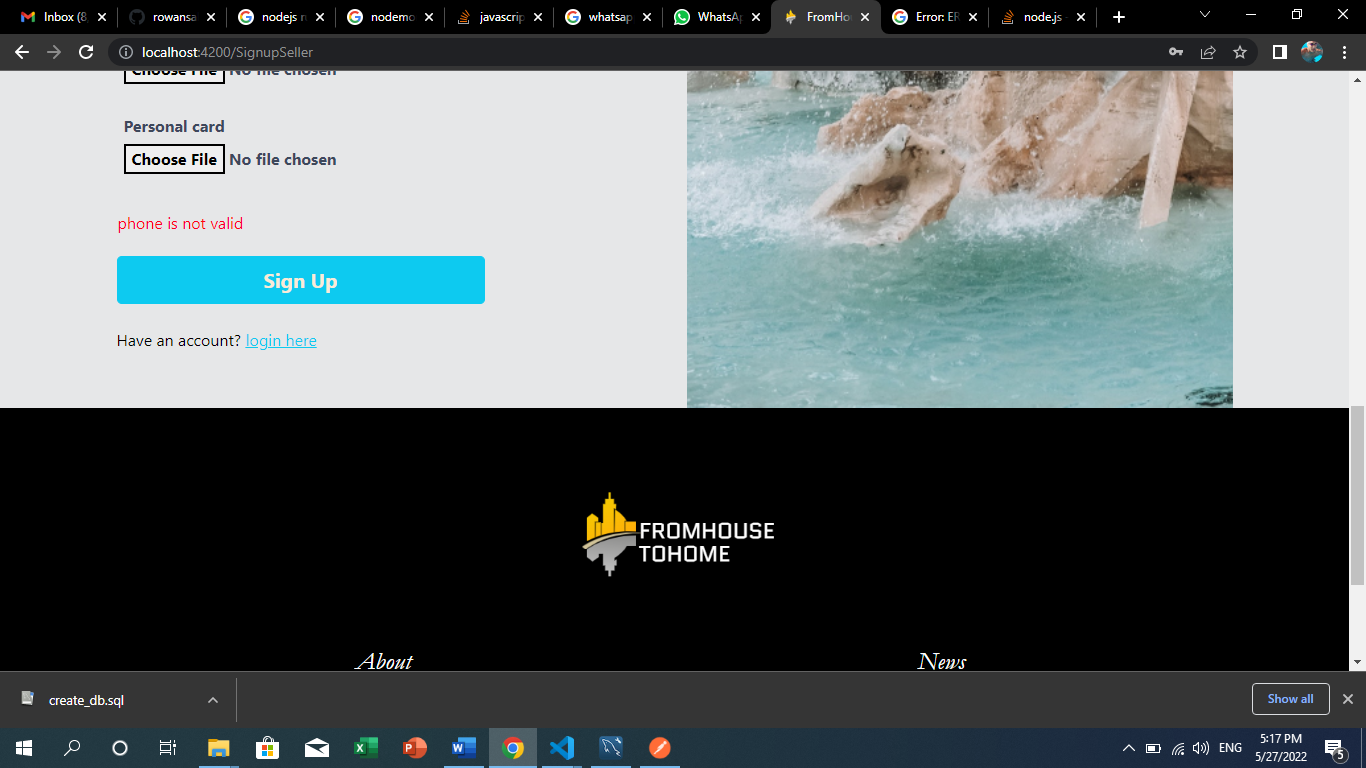 Inbox (8,
rowansa
nodejs n
nodemo
javascrip
whatsap
WhatsAp
FromHou
Error: ER
node.js -
localhost:4200/SignupSeller
Choose File No file chosen
Personal card
Choose File No file chosen
phone is not valid
Sign Up
Have an account? login here
FROMHOUSE
TOHOME
About
News
create_db.sql
Show all
ENG
5:17 PM
5/27/2022
5